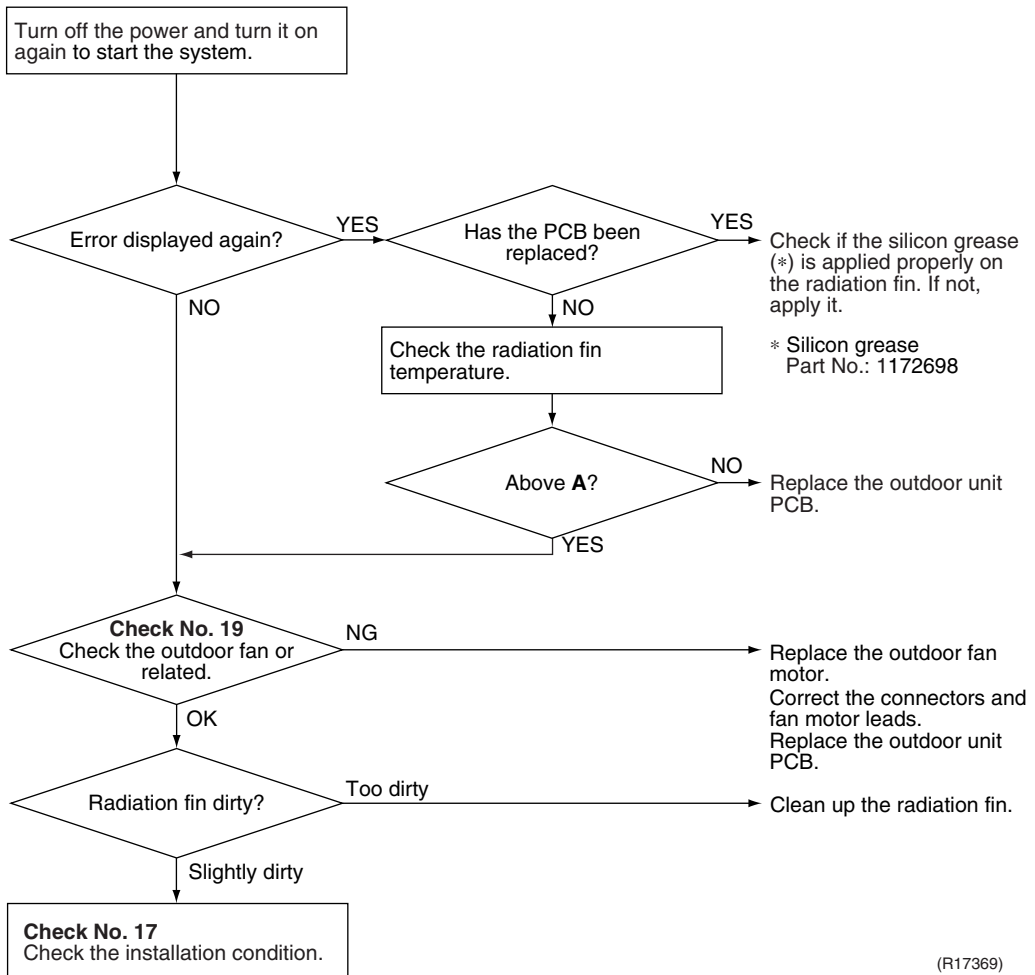 Turn off the power and turn it on
again to start the system.
Error displayed again?
YES
Has the PCB been
replaced?
YES
Check if the silicon grease
(∗) is applied properly on
the radiation fin. If not,
apply it.
∗ Silicon grease
Part No.: 1172698
NO
NO
Check the radiation fin
temperature.
Above A?
NO
Replace the outdoor unit
PCB.
YES
Check No. 19
Check the outdoor fan or
related.
NG
Replace the outdoor fan
motor.
Correct the connectors and
fan motor leads.
Replace the outdoor unit
PCB.
OK
Radiation fin dirty?
Too dirty
Clean up the radiation fin.
Slightly dirty
Check No. 17
Check the installation condition.
(R17369)